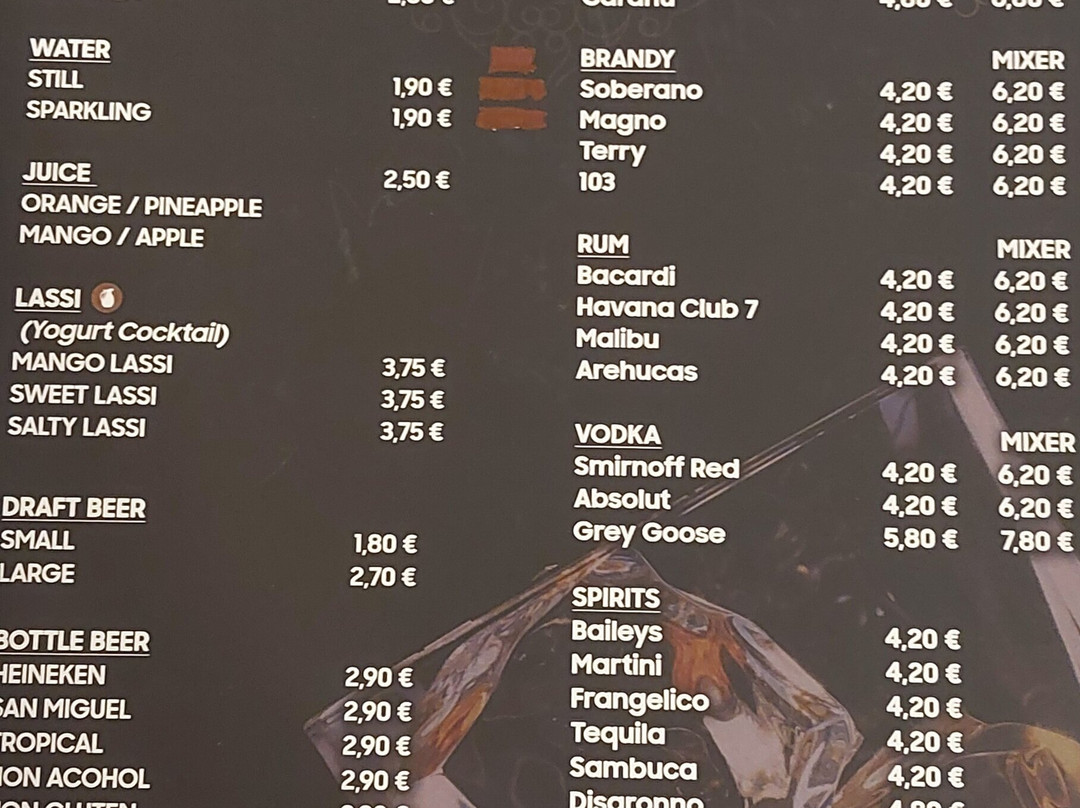 WATER
STILL 1,90 €
SPARKLING 1,90 €
JUICE 2,50 €
ORANGE / PINEAPPLE
MANGO / APPLE
LASSI
(Yogurt Cocktail)
MANGO LASSI 3,75 €
SWEET LASSI 3,75 €
SALTY LASSI 3,75 €
DRAFT BEER
SMALL 1,80 €
LARGE 2,70 €
BOTTLE BEER
HEINEKEN 2,90 €
SAN MIGUEL 2,90 €
TROPICAL 2,90 €
NON ACOHOL 2,90 €
BRANDY MIXER
Soberano 4,20 € 6,20 €
Magno 4,20 € 6,20 €
Terry 4,20 € 6,20 €
103 4,20 € 6,20 €
RUM MIXER
Bacardi 4,20 € 6,20 €
Havana Club 7 4,20 € 6,20 €
Malibu 4,20 € 6,20 €
Arehucas 4,20 € 6,20 €
VODKA MIXER
Smirnoff Red 4,20 € 6,20 €
Absolut 4,20 € 6,20 €
Grey Goose 5,80 € 7,80 €
SPIRITS
Baileys 4,20 €
Martini 4,20 €
Frangelico 4,20 €
Tequila 4,20 €
Sambuca 4,20 €
Disaronno